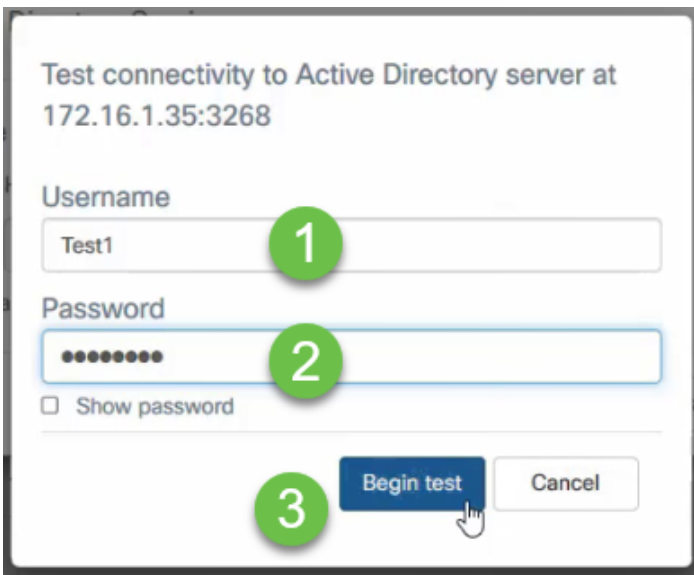 Test connectivity to Active Directory server at
172.16.1.35:3268
Username
Test1
1
Password
••••••••
2
Show password
3
Begin test
Cancel